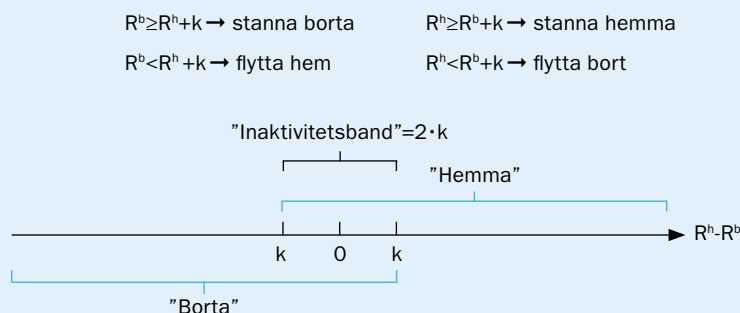 Rᵇ≥Rʰ+k → stanna borta
Rʰ≥Rᵇ+k → stanna hemma
Rᵇ<Rʰ +k → flytta hem
Rʰ<Rᵇ+k → flytta bort
”Inaktivitetsband”=2·k
”Hemma”
Rʰ-Rᵇ
k 0 k
”Borta”